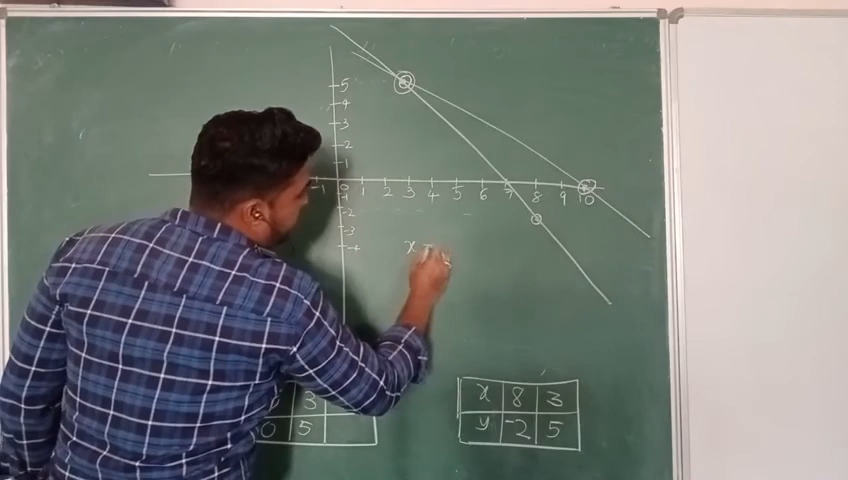 5
4
3
2
1
-1 0 1 2 3 4 5 6 7 8 9 10
-1
-2
-3
-4
x =
3
0 5
x 8 3
y -2 5